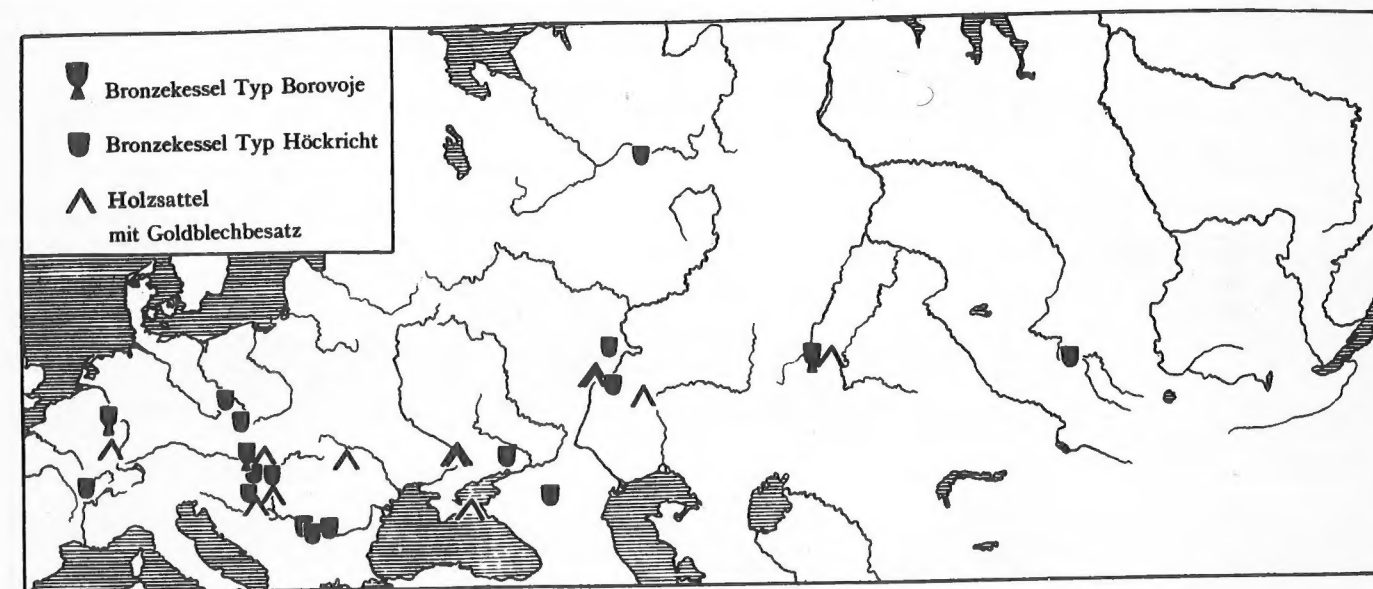 Bronzekessel Typ Borovoje
Bronzekessel Typ Höckricht
Holzsattel
mit Goldblechbesatz